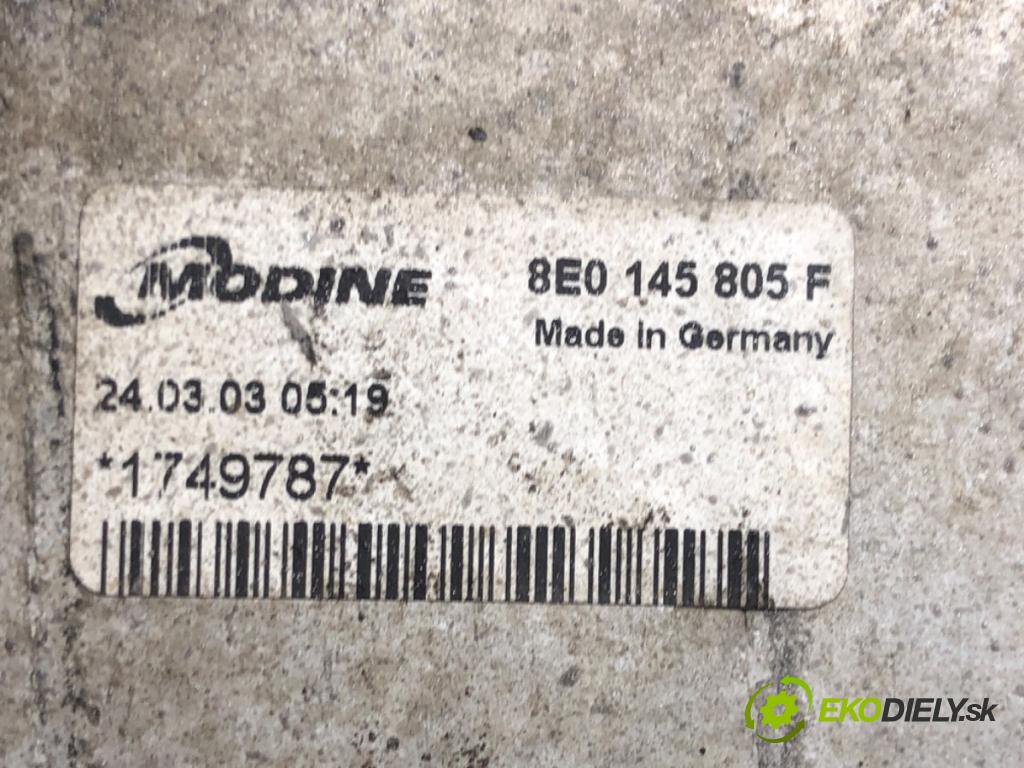 MODINE
8E0 145 805 F
Made in Germany
24.03.03 05:19
*1749787*
EKODIELY.sk